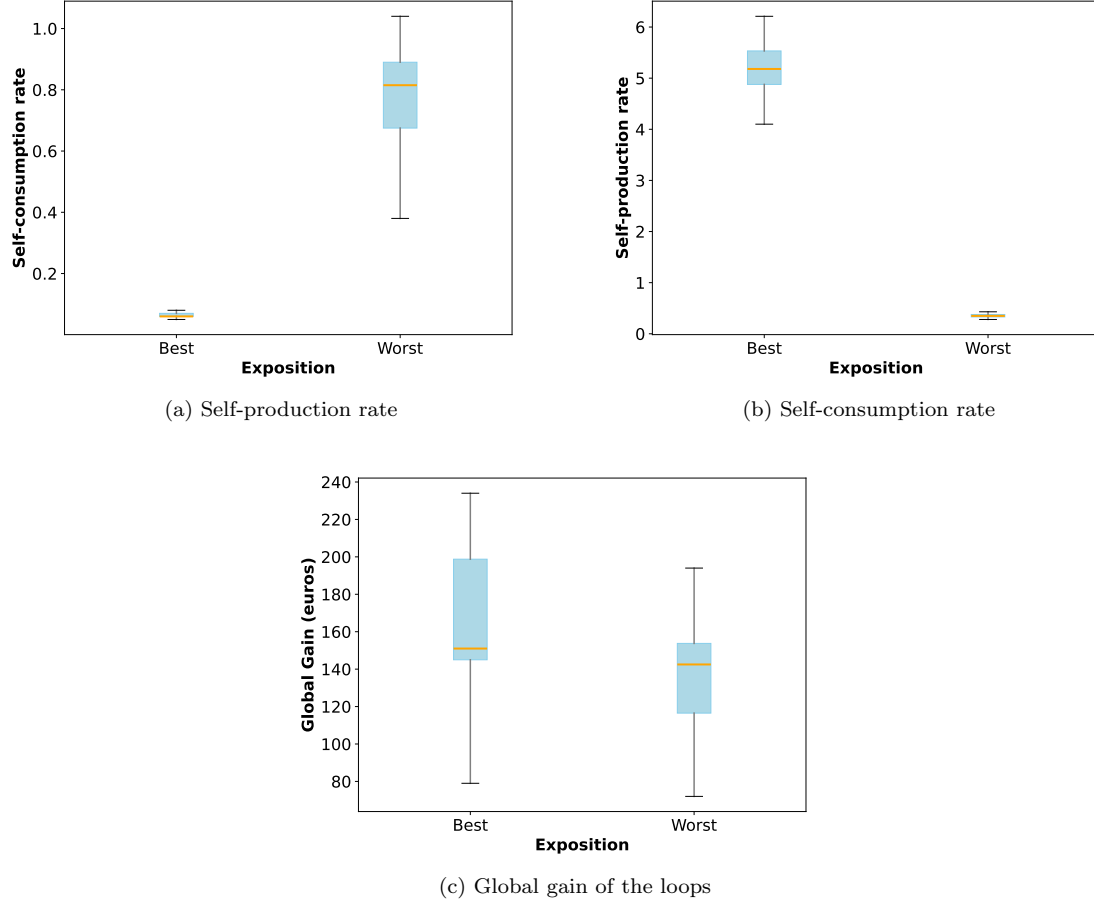 1.0
0.8
0.6
0.4
0.2
Self-consumption rate
Best
Worst
Exposition
(a) Self-production rate
6
5
4
3
2
1
0
Self-production rate
Best
Worst
Exposition
(b) Self-consumption rate
240
220
200
180
160
140
120
100
80
Global Gain (euros)
Best
Worst
Exposition
(c) Global gain of the loops